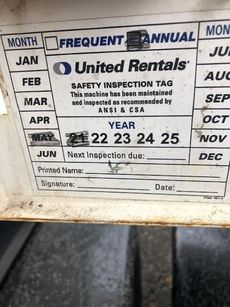 MONTH
JAN
FEB
MAR
APR
MAY
JUN
FREQUENT ANNUAL
United Rentals
SAFETY INSPECTION TAG
This machine has been maintained
and inspected as recommended by
ANSI & CSA
YEAR
21 22 23 24 25
Next Inspection due:
Printed Name:
Signature: Date:
MONTH
JU
AUG
SEP
OCT
NOV
DEC